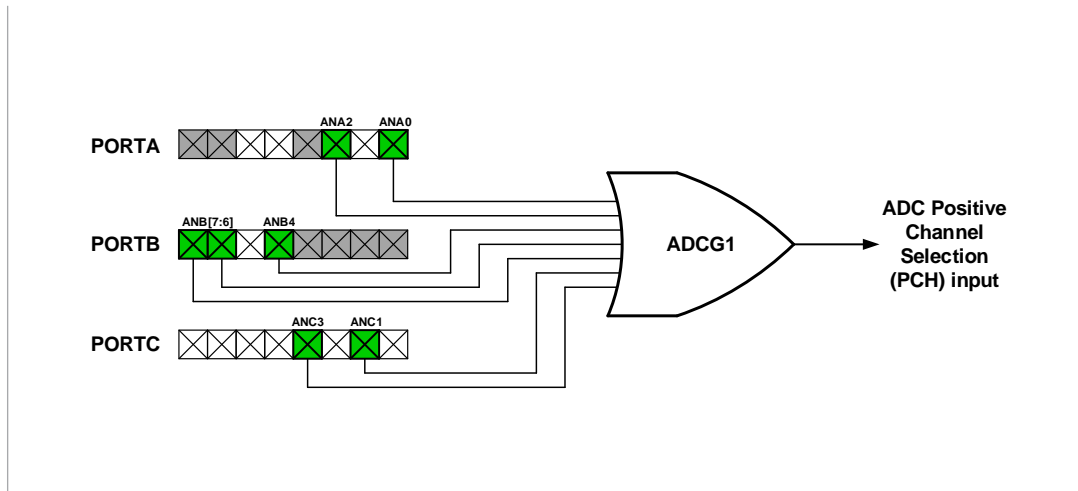 ANA2 ANA0
PORTA
ANB[7:6] ANB4
PORTB
ANC3 ANC1
PORTC
ADCG1
ADC Positive
Channel
Selection
(PCH) input